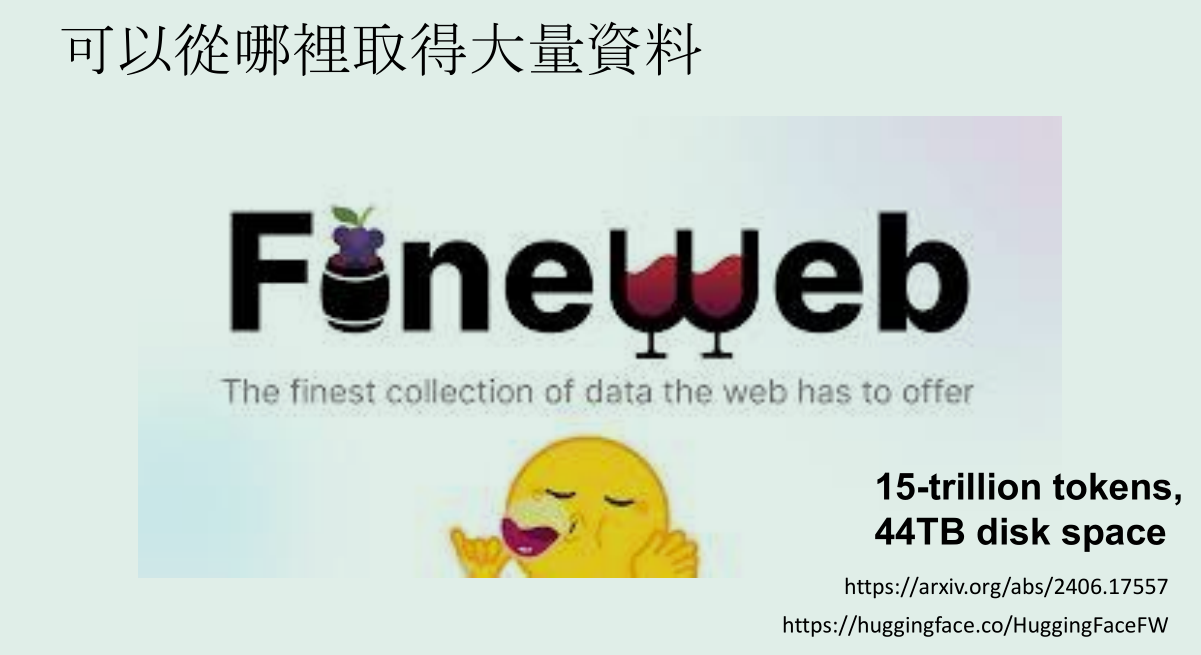 可以從哪裡取得大量資料
Fineweb
The finest collection of data the web has to offer
15-trillion tokens,
44TB disk space
https://arxiv.org/abs/2406.17557
https://huggingface.co/HuggingFaceFW